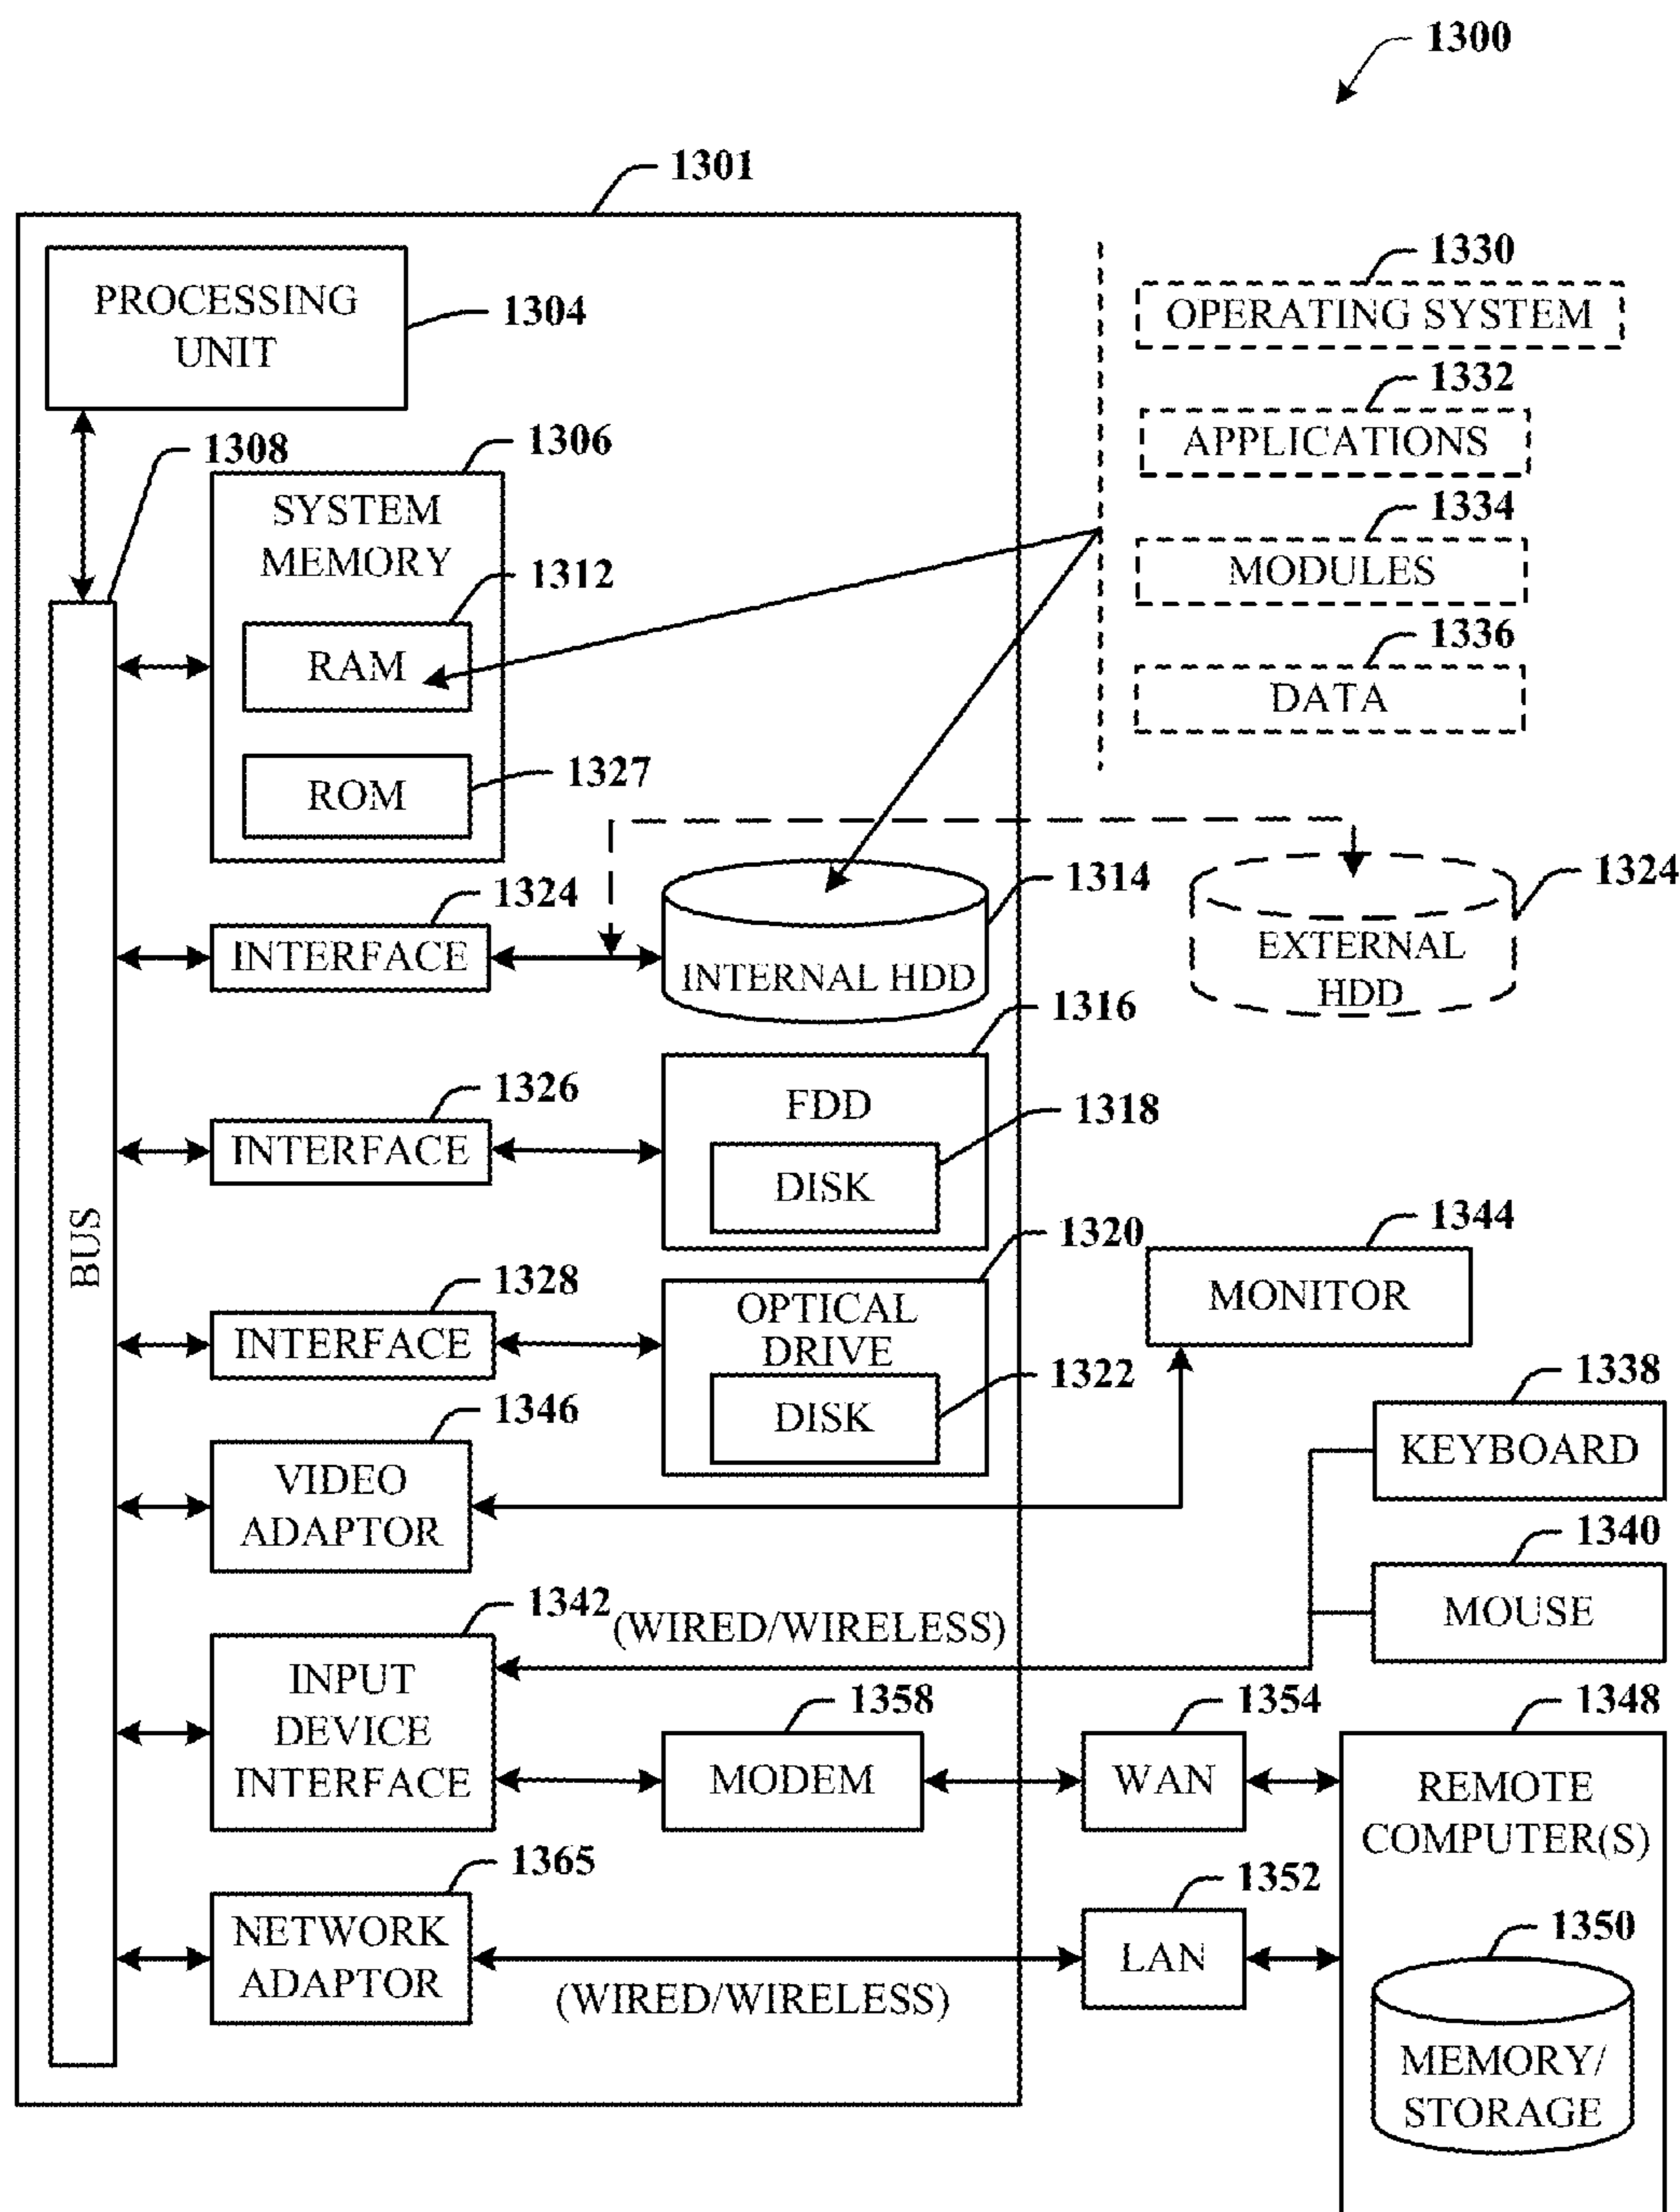 1300
1301
PROCESSING
UNIT
1304
1330
OPERATING SYSTEM
1332
APPLICATIONS
1334
MODULES
1336
DATA
1308
1306
SYSTEM
MEMORY
1312
RAM
1327
ROM
1324
INTERFACE
1314
INTERNAL HDD
1324
EXTERNAL
HDD
1326
INTERFACE
1316
FDD
1318
DISK
BUS
1328
INTERFACE
1320
OPTICAL
DRIVE
1322
DISK
1344
MONITOR
1346
VIDEO
ADAPTOR
1338
KEYBOARD
1340
MOUSE
1342
(WIRED/WIRELESS)
INPUT
DEVICE
INTERFACE
1358
MODEM
1354
WAN
1348
REMOTE
COMPUTER(S)
1365
NETWORK
ADAPTOR
(WIRED/WIRELESS)
1352
LAN
1350
MEMORY/
STORAGE